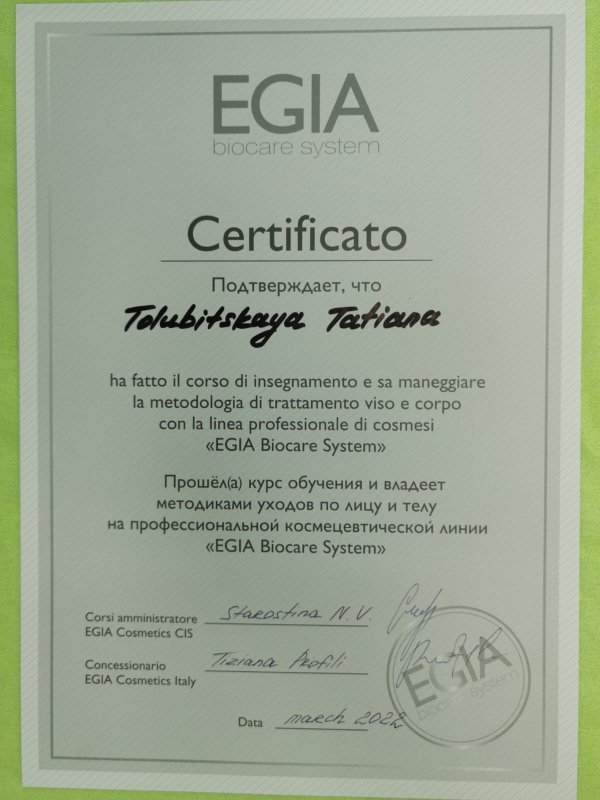 EGIA
biocare system
Certificato
Подтверждает, что
Tolubitskaya Tatiana
ha fatto il corso di insegnamento e sa maneggiare
la metodologia di trattamento viso e corpo
con la linea professionale di cosmesi
«EGIA Biocare System»
Прошёл(а) курс обучения и владеет
методиками уходов по лицу и телу
на профессиональной космецевтической линии
«EGIA Biocare System»
Corsi amministratore Starostina N.V.
EGIA Cosmetics CIS
Concessionario Tiziana Profili
EGIA Cosmetics Italy
EGIA
biocare system
Data march 2022